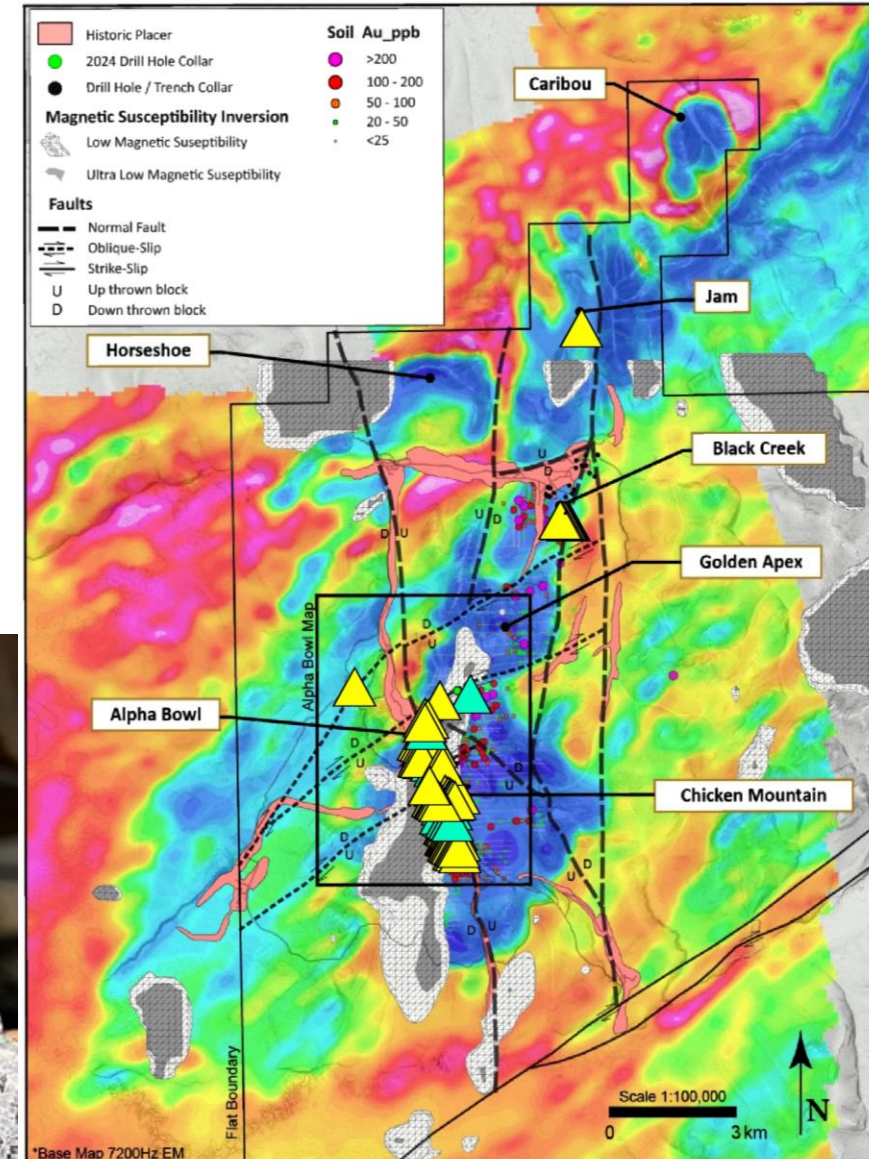 Historic Placer
2024 Drill Hole Collar
Drill Hole / Trench Collar
Magnetic Susceptibility Inversion
Low Magnetic Suseptibility
Ultra Low Magnetic Suseptibility
Faults
Normal Fault
Oblique-Slip
Strike-Slip
U Up thrown block
D Down thrown block
Soil Au_ppb
>200
100 - 200
50 - 100
20 - 50
<25
Caribou
Jam
Horseshoe
U
D
Black Creek
U D
D U
Golden Apex
Alpha Bowl Map
D
U
Alpha Bowl
D
U
D
U
D
U
Chicken Mountain
D
U
U D
D U
Flat Boundary
Scale 1:100,000
0 3 km
N
*Base Map 7200Hz EM